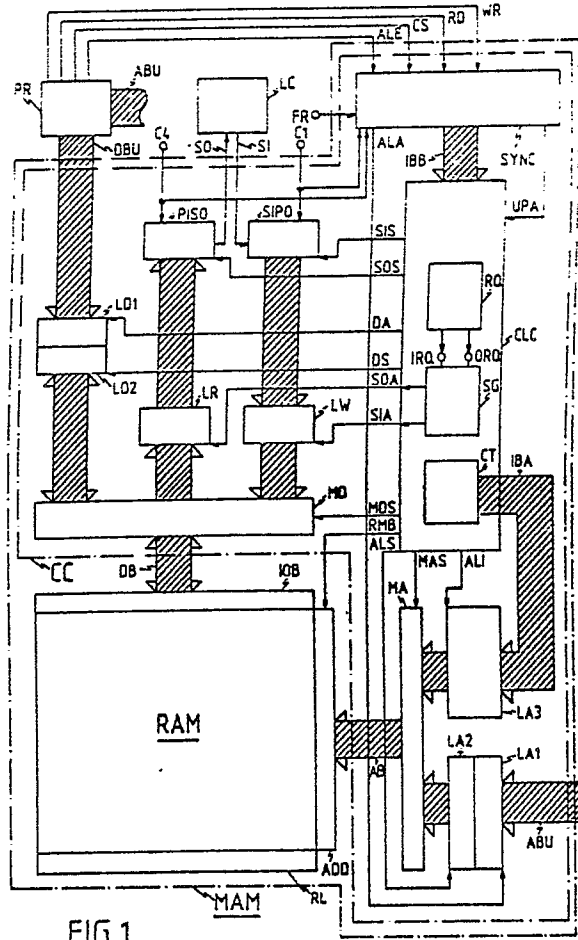 WR
RD
CS
ALE
PR
ABU
LC
FR
C4
SO
SI
C1
ALA
DBU
IBB
SYNC
UPA
PISO
SIPO
SIS
SOS
RQ
LD1
DA
CLC
IRQ
ORQ
DS
LD2
SOA
SG
LR
LW
SIA
CT
IBA
MD
MDS
RMB
ALS
CC
DB
IOB
MAS
ALI
MA
RAM
LA3
LA2
LA1
AB
ABU
ADD
RL
MAM
FIG.1